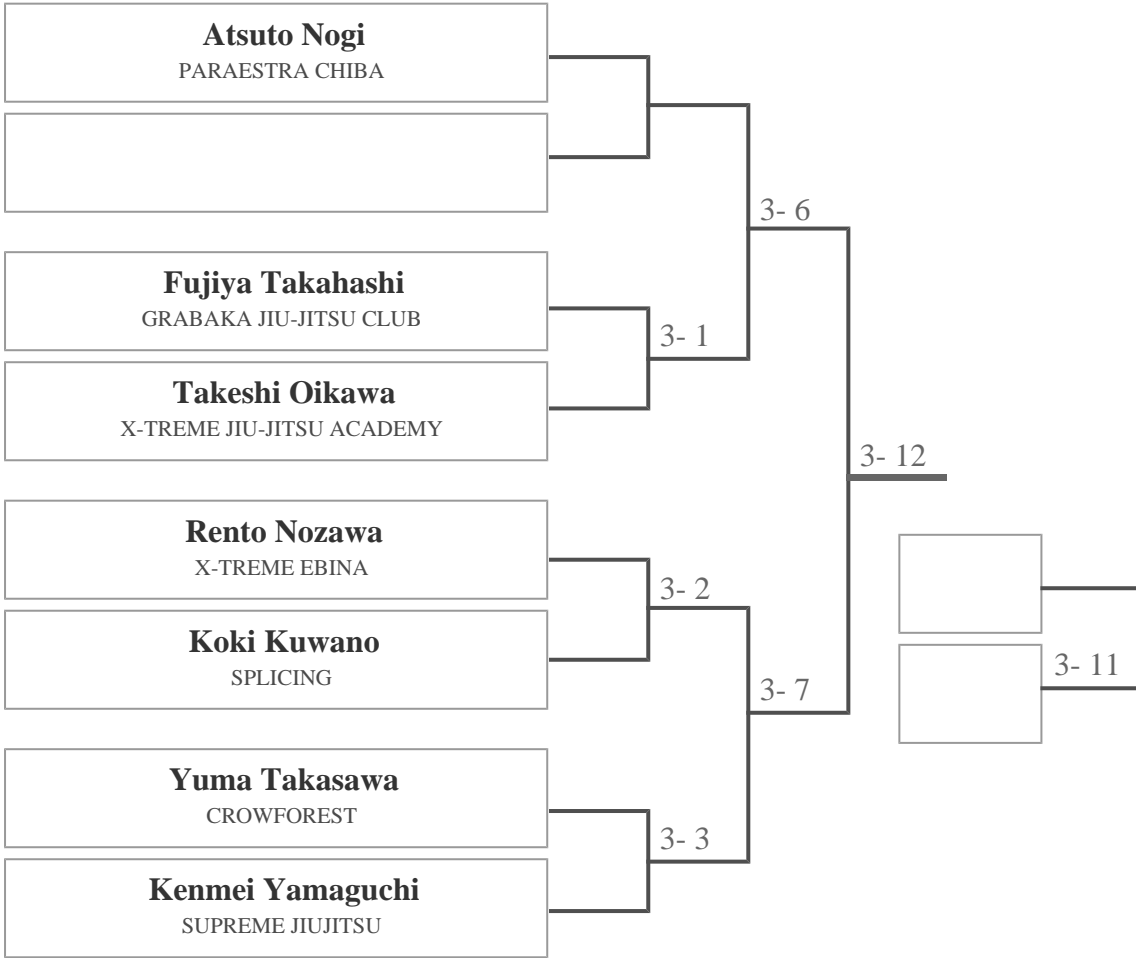 Atsuto Nogi
PARAESTRA CHIBA
3- 6
Fujiya Takahashi
GRABAKA JIU-JITSU CLUB
3- 1
Takeshi Oikawa
X-TREME JIU-JITSU ACADEMY
3- 12
Rento Nozawa
X-TREME EBINA
3- 2
Koki Kuwano
SPLICING
3- 11
3- 7
Yuma Takasawa
CROWFOREST
3- 3
Kenmei Yamaguchi
SUPREME JIUJITSU